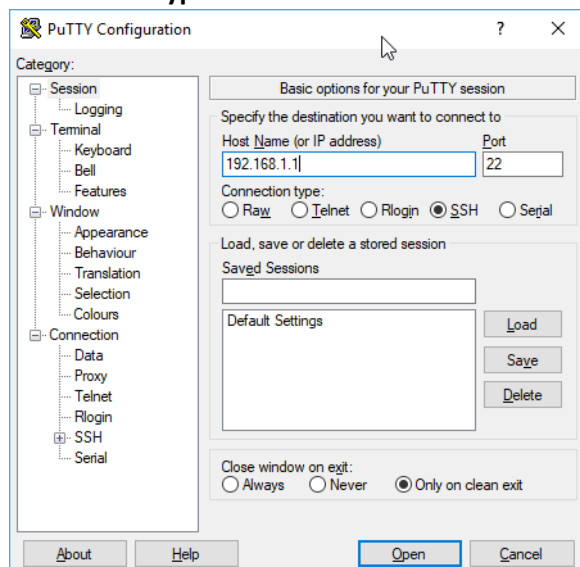 PuTTY Configuration ?
Category:
Session
Logging
Terminal
Keyboard
Bell
Features
Window
Appearance
Behaviour
Translation
Selection
Colours
Connection
Data
Proxy
Telnet
Rlogin
SSH
Serial
Basic options for your PuTTY session
Specify the destination you want to connect to
Host Name (or IP address) Port
192.168.1.1 22
Connection type:
Raw Telnet Rlogin SSH Serial
Load, save or delete a stored session
Saved Sessions
Default Settings
Load
Save
Delete
Close window on exit:
Always Never Only on clean exit
About Help Open Cancel